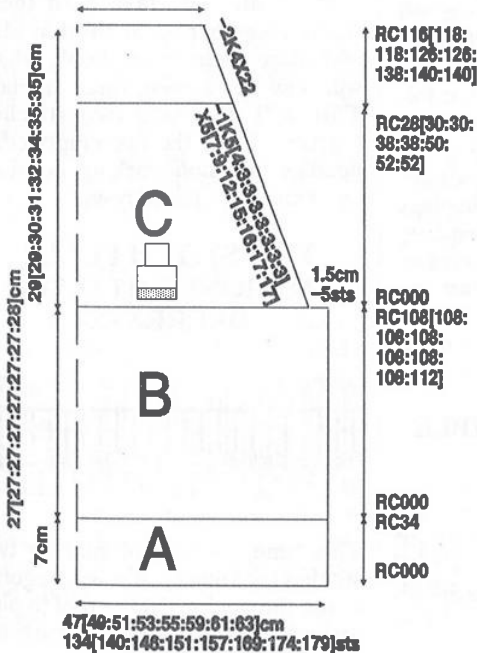 -2K4X22
RC116[118:
118:126:126:
138:140:140]
-1K5[4:3:3:3:3:3:3]
X5[7:9:12:15:16:17:17]
RC28[30:30:
38:38:50:
52:52]
29[29:30:31:32:34:35:35]cm
C
1.5cm
-5sts
RC000
RC108[108:
108:108:
108:108:
108:112]
B
27[27:27:27:27:27:27:28]cm
RC000
RC34
7cm
A
RC000
47[49:51:53:55:59:61:63]cm
134[140:146:151:157:169:174:179]sts